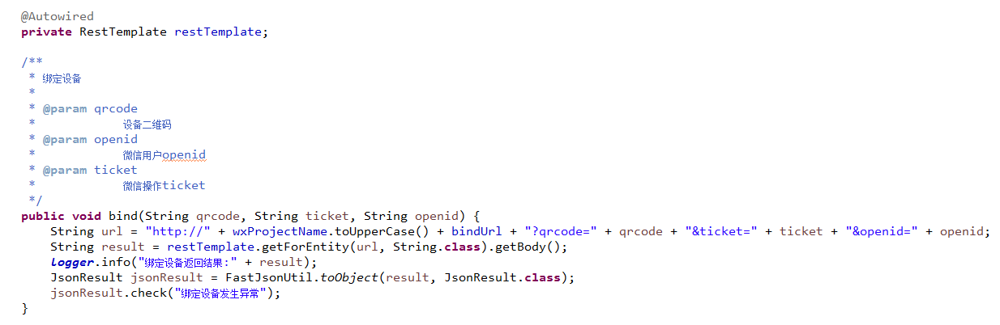 @Autowired
private RestTemplate restTemplate;
/**
 * 绑定设备
 *
 * @param qrcode
 *            设备二维码
 * @param openid
 *            微信用户openid
 * @param ticket
 *            微信操作ticket
 */
public void bind(String qrcode, String ticket, String openid) {
    String url = "http://" + wxProjectName.toUpperCase() + bindUrl + "?qrcode=" + qrcode + "&ticket=" + ticket + "&openid=" + openid;
    String result = restTemplate.getForEntity(url, String.class).getBody();
    logger.info("绑定设备返回结果:" + result);
    JsonResult jsonResult = FastJsonUtil.toObject(result, JsonResult.class);
    jsonResult.check("绑定设备发生异常");
}